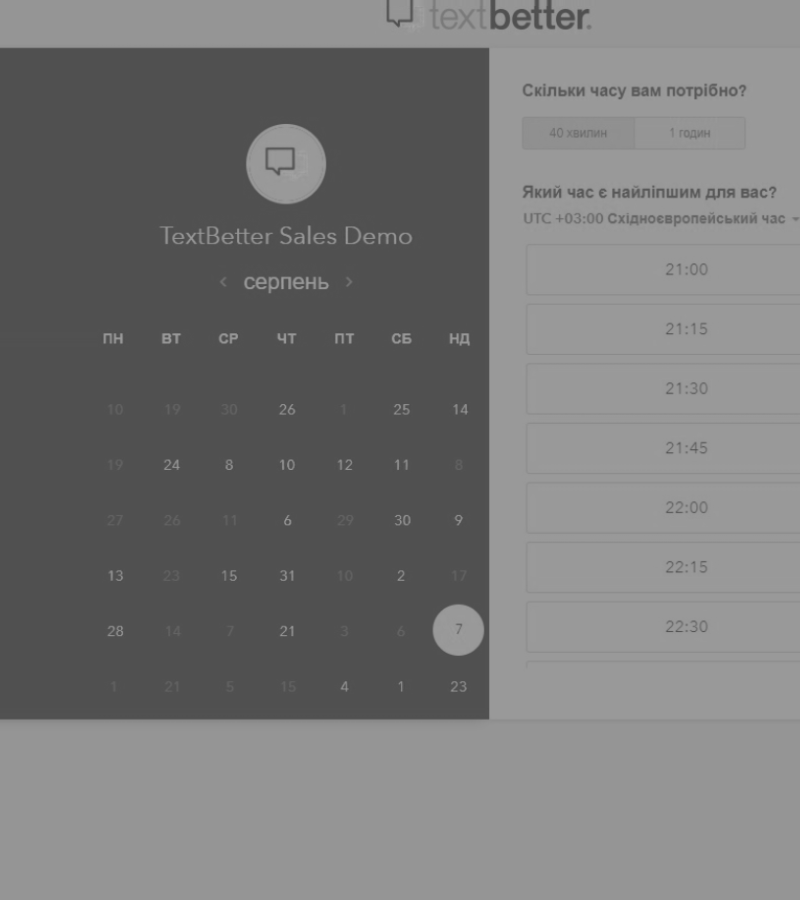 textbetter.
TextBetter Sales Demo
серпень
ПН ВТ СР ЧТ ПТ СБ НД
10 19 30 26 1 25 14
19 24 8 10 12 11 8
27 26 11 6 29 30 9
13 23 15 31 10 2 17
28 14 7 21 3 6 7
1 21 5 15 4 1 23
Скільки часу вам потрібно?
40 хвилин 1 годин
Який час є найліпшим для вас?
UTC +03:00 Східноєвропейський час
21:00
21:15
21:30
21:45
22:00
22:15
22:30